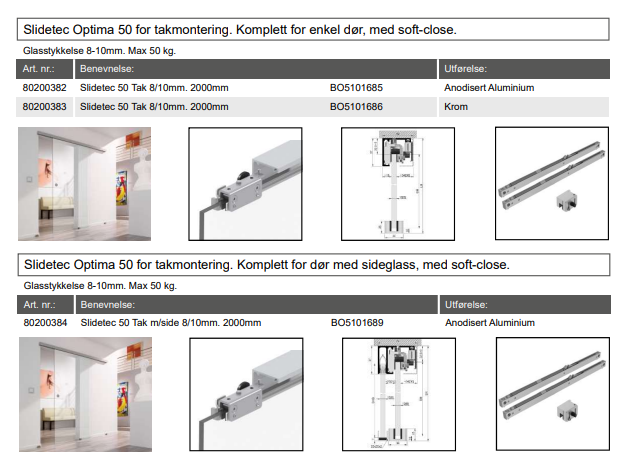 Slidetec Optima 50 for takmontering. Komplett for enkel dør, med soft-close.
Glasstykkelse 8-10mm. Max 50 kg.
Art. nr.: Benevnelse: Utførelse:
80200382 Slidetec 50 Tak 8/10mm. 2000mm BO5101685 Anodisert Aluminium
80200383 Slidetec 50 Tak 8/10mm. 2000mm BO5101686 Krom
Slidetec Optima 50 for takmontering. Komplett for dør med sideglass, med soft-close.
Glasstykkelse 8-10mm. Max 50 kg.
Art. nr.: Benevnelse: Utførelse:
80200384 Slidetec 50 Tak m/side 8/10mm. 2000mm BO5101689 Anodisert Aluminium